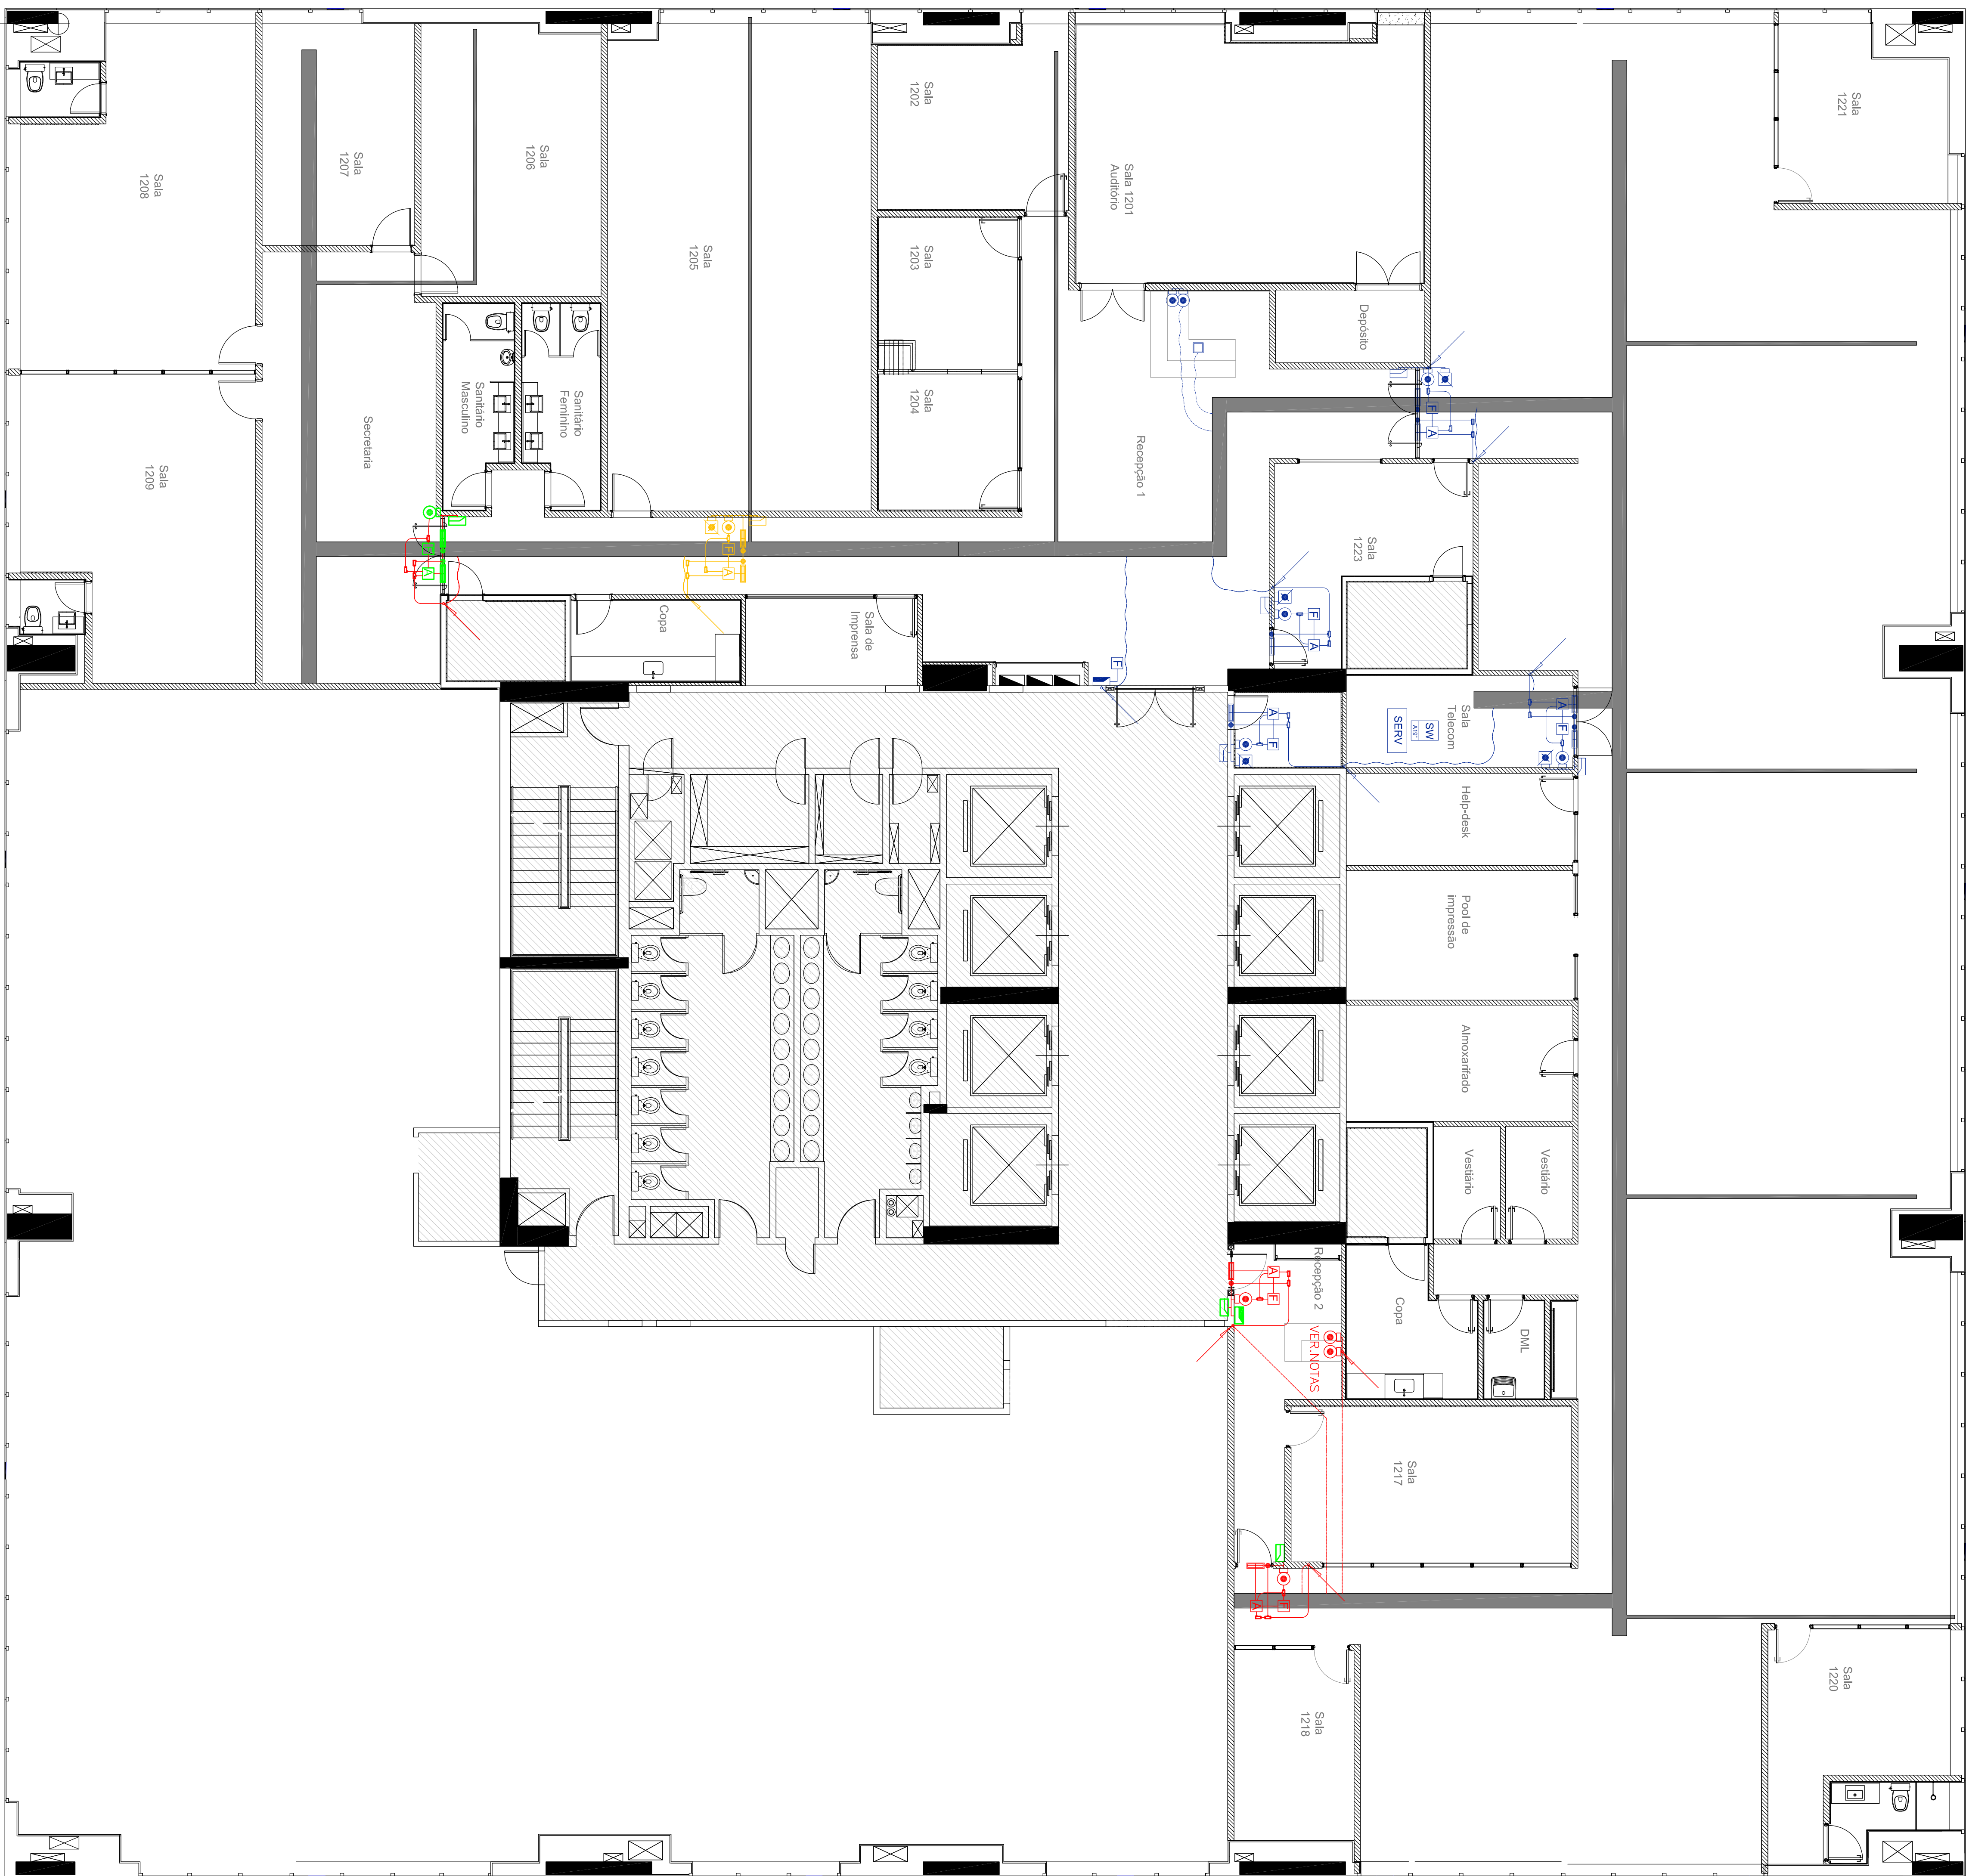 Sala
1221
Sala
1202
Sala 1201
Auditório
Sala
1206
Sala
1207
Sala
1208
Sala
1205
Sala
1203
Depósito
Sala
1204
Sanitário
Feminino
Sanitário
Masculino
Secretaria
Sala
1209
Recepção 1
F
A
Sala
1223
F
A
F
A
F
A
Copa
Sala de
Imprensa
F
F
A
A
F
Sala
Telecom
SW
SERV
Help-desk
Pool de
impressão
Almoxarifado
Vestiário
Vestiário
Recepção 2
A
F
VER.NOTAS
Copa
DML
Sala
1217
F
A
Sala
1218
Sala
1220